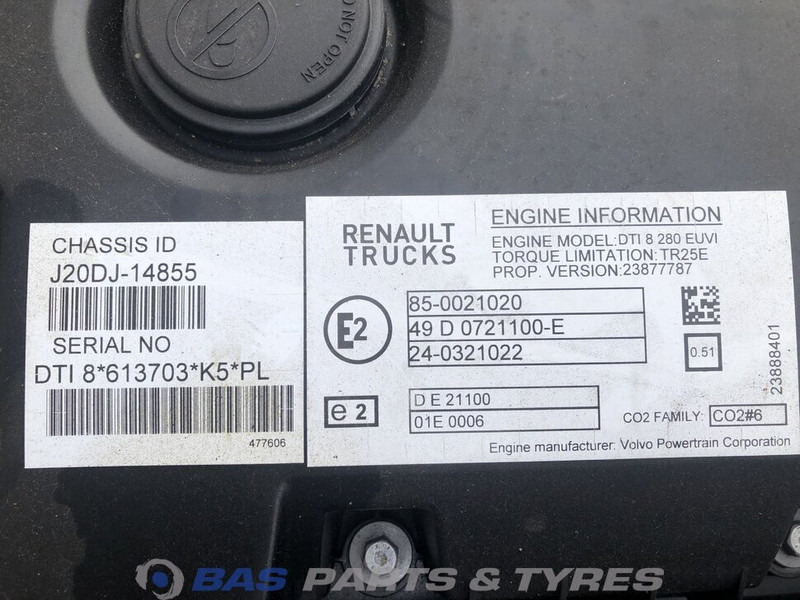 DO NOT OPEN
CHASSIS ID
J20DJ-14855
SERIAL NO
DTI 8*613703*K5*PL
477606
RENAULT
TRUCKS
ENGINE INFORMATION
ENGINE MODEL:DTI 8 280 EUVI
TORQUE LIMITATION:TR25E
PROP. VERSION:23877787
E2
85-0021020
49 D 0721100-E
24-0321022
0.51
23888401
e 2
D E 21100
01E 0006
CO2 FAMILY: CO2#6
Engine manufacturer: Volvo Powertrain Corporation
BAS PARTS & TYRES